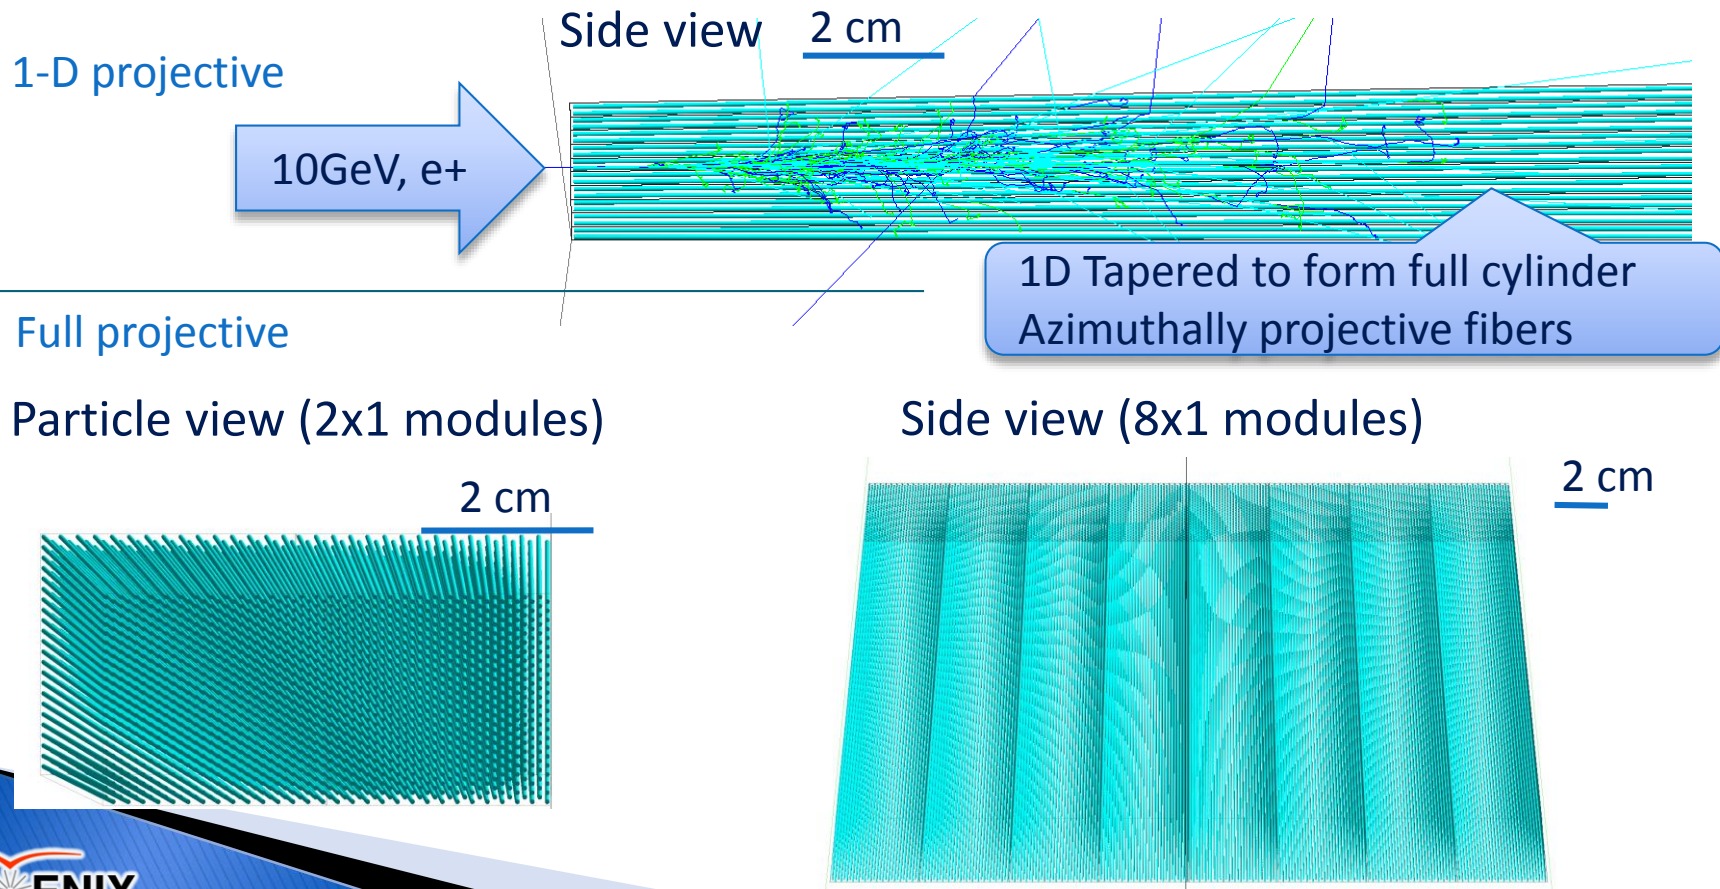 Side view
2 cm
1-D projective
10GeV, e+
1D Tapered to form full cylinder
Azimuthally projective fibers
Full projective
Particle view (2x1 modules)
Side view (8x1 modules)
2 cm
2 cm
ENIX